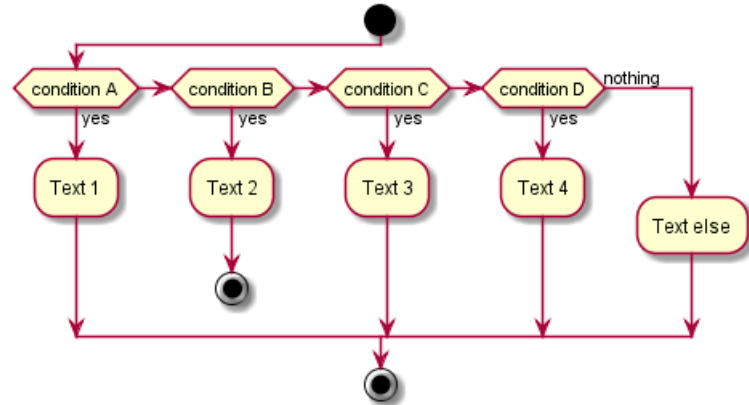 condition A
condition B
condition C
condition D
nothing
yes
yes
yes
yes
Text 1
Text 2
Text 3
Text 4
Text else